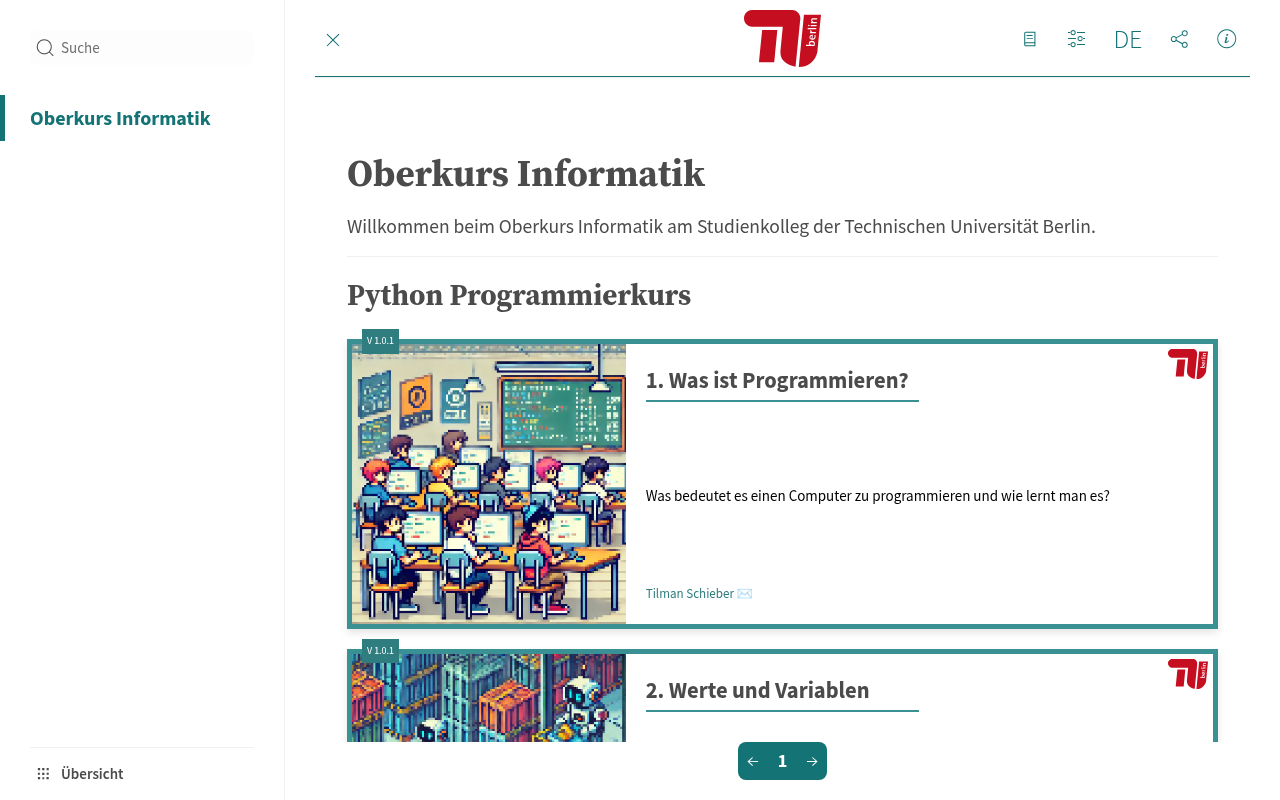 Suche
Oberkurs Informatik
Übersicht
berlin
DE
Oberkurs Informatik
Willkommen beim Oberkurs Informatik am Studienkolleg der Technischen Universität Berlin.
Python Programmierkurs
V 1.0.1
1. Was ist Programmieren?
berlin
Was bedeutet es einen Computer zu programmieren und wie lernt man es?
Tilman Schieber ✉️
V 1.0.1
2. Werte und Variablen
berlin
1